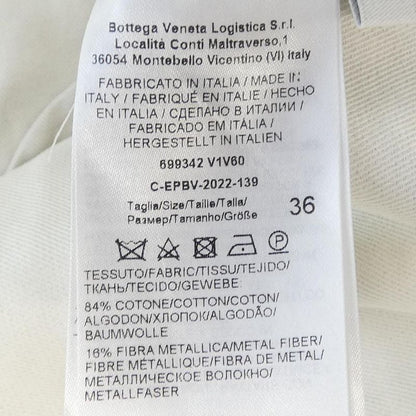 Bottega Veneta Logistica S.r.l.
Località Conti Maltraverso,1
36054 Montebello Vicentino (VI) Italy
FABBRICATO IN ITALIA / MADE IN
ITALY / FABRIQUÉ EN ITALIE / HECHO
EN ITALIA / СДЕЛАНО В ИТАЛИИ /
FABRICADO EM ITÁLIA /
HERGESTELLT IN ITALIEN
699342 V1V60
C-EPBV-2022-139
Taglia/Size/Taille/Talla/
Размер/Tamanho/Größe 36
TESSUTO/FABRIC/TISSU/TEJIDO/
ТКАНЬ/TECIDO/GEWEBE:
84% COTONE/COTTON/COTON/
ALGODON/ХЛОПОК/ALGODÃO/
BAUMWOLLE
16% FIBRA METALLICA/METAL FIBER/
FIBRE MÉTALLIQUE/FIBRA DE METAL/
МЕТАЛЛИЧЕСКОЕ ВОЛОКНО/
METALLFASER